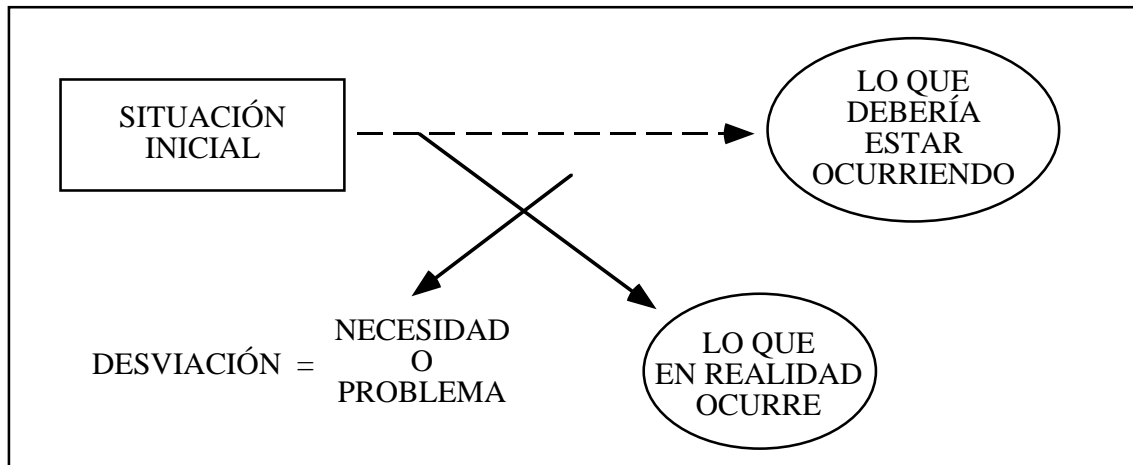 SITUACIÓN
INICIAL
LO QUE
DEBERÍA
ESTAR
OCURRIENDO
DESVIACIÓN =
NECESIDAD
O
PROBLEMA
LO QUE
EN REALIDAD
OCURRE